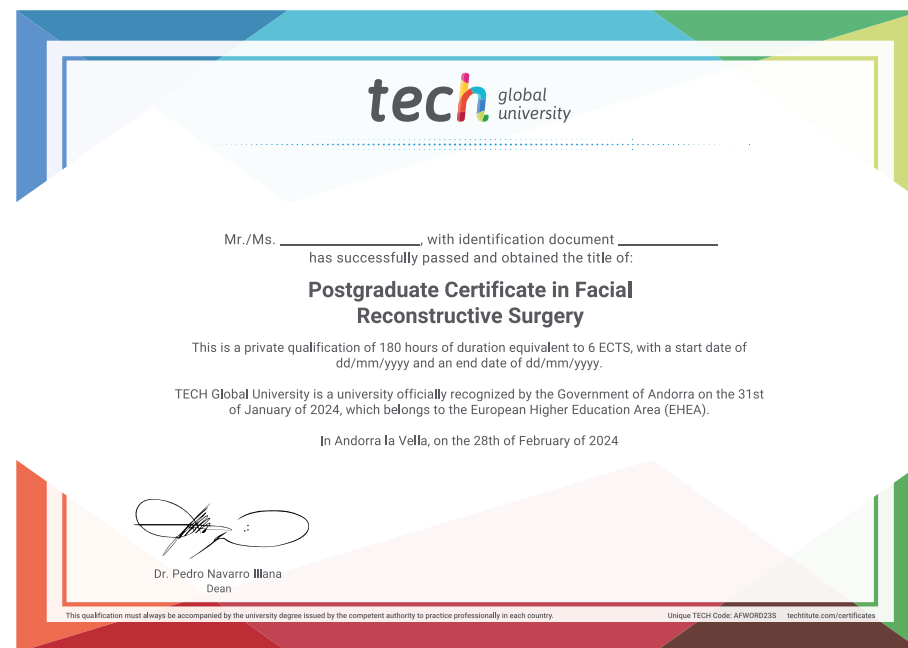 tech global university
Mr./Ms. ____________________, with identification document ______________
has successfully passed and obtained the title of:
Postgraduate Certificate in Facial
Reconstructive Surgery
This is a private qualification of 180 hours of duration equivalent to 6 ECTS, with a start date of
dd/mm/yyyy and an end date of dd/mm/yyyy.
TECH Global University is a university officially recognized by the Government of Andorra on the 31st
of January of 2024, which belongs to the European Higher Education Area (EHEA).
In Andorra la Vella, on the 28th of February of 2024
Dr. Pedro Navarro Illana
Dean
This qualification must always be accompanied by the university degree issued by the competent authority to practice professionally in each country. Unique TECH Code: AFWORD23S techtitute.com/certificates